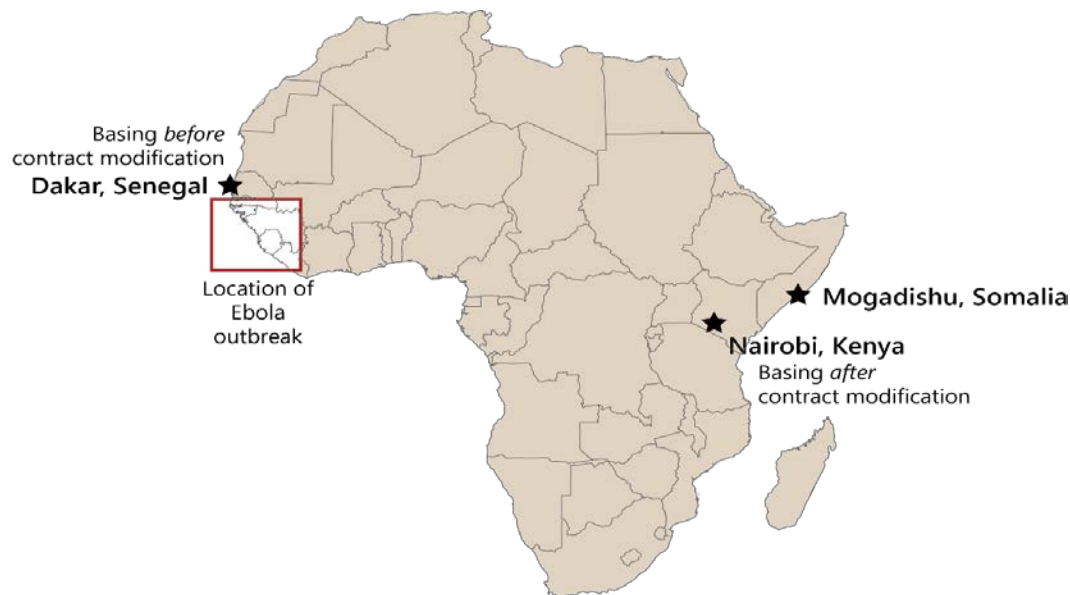 Basing before
contract modification
Dakar, Senegal
Location of
Ebola
outbreak
Mogadishu, Somalia
Nairobi, Kenya
Basing after
contract modification